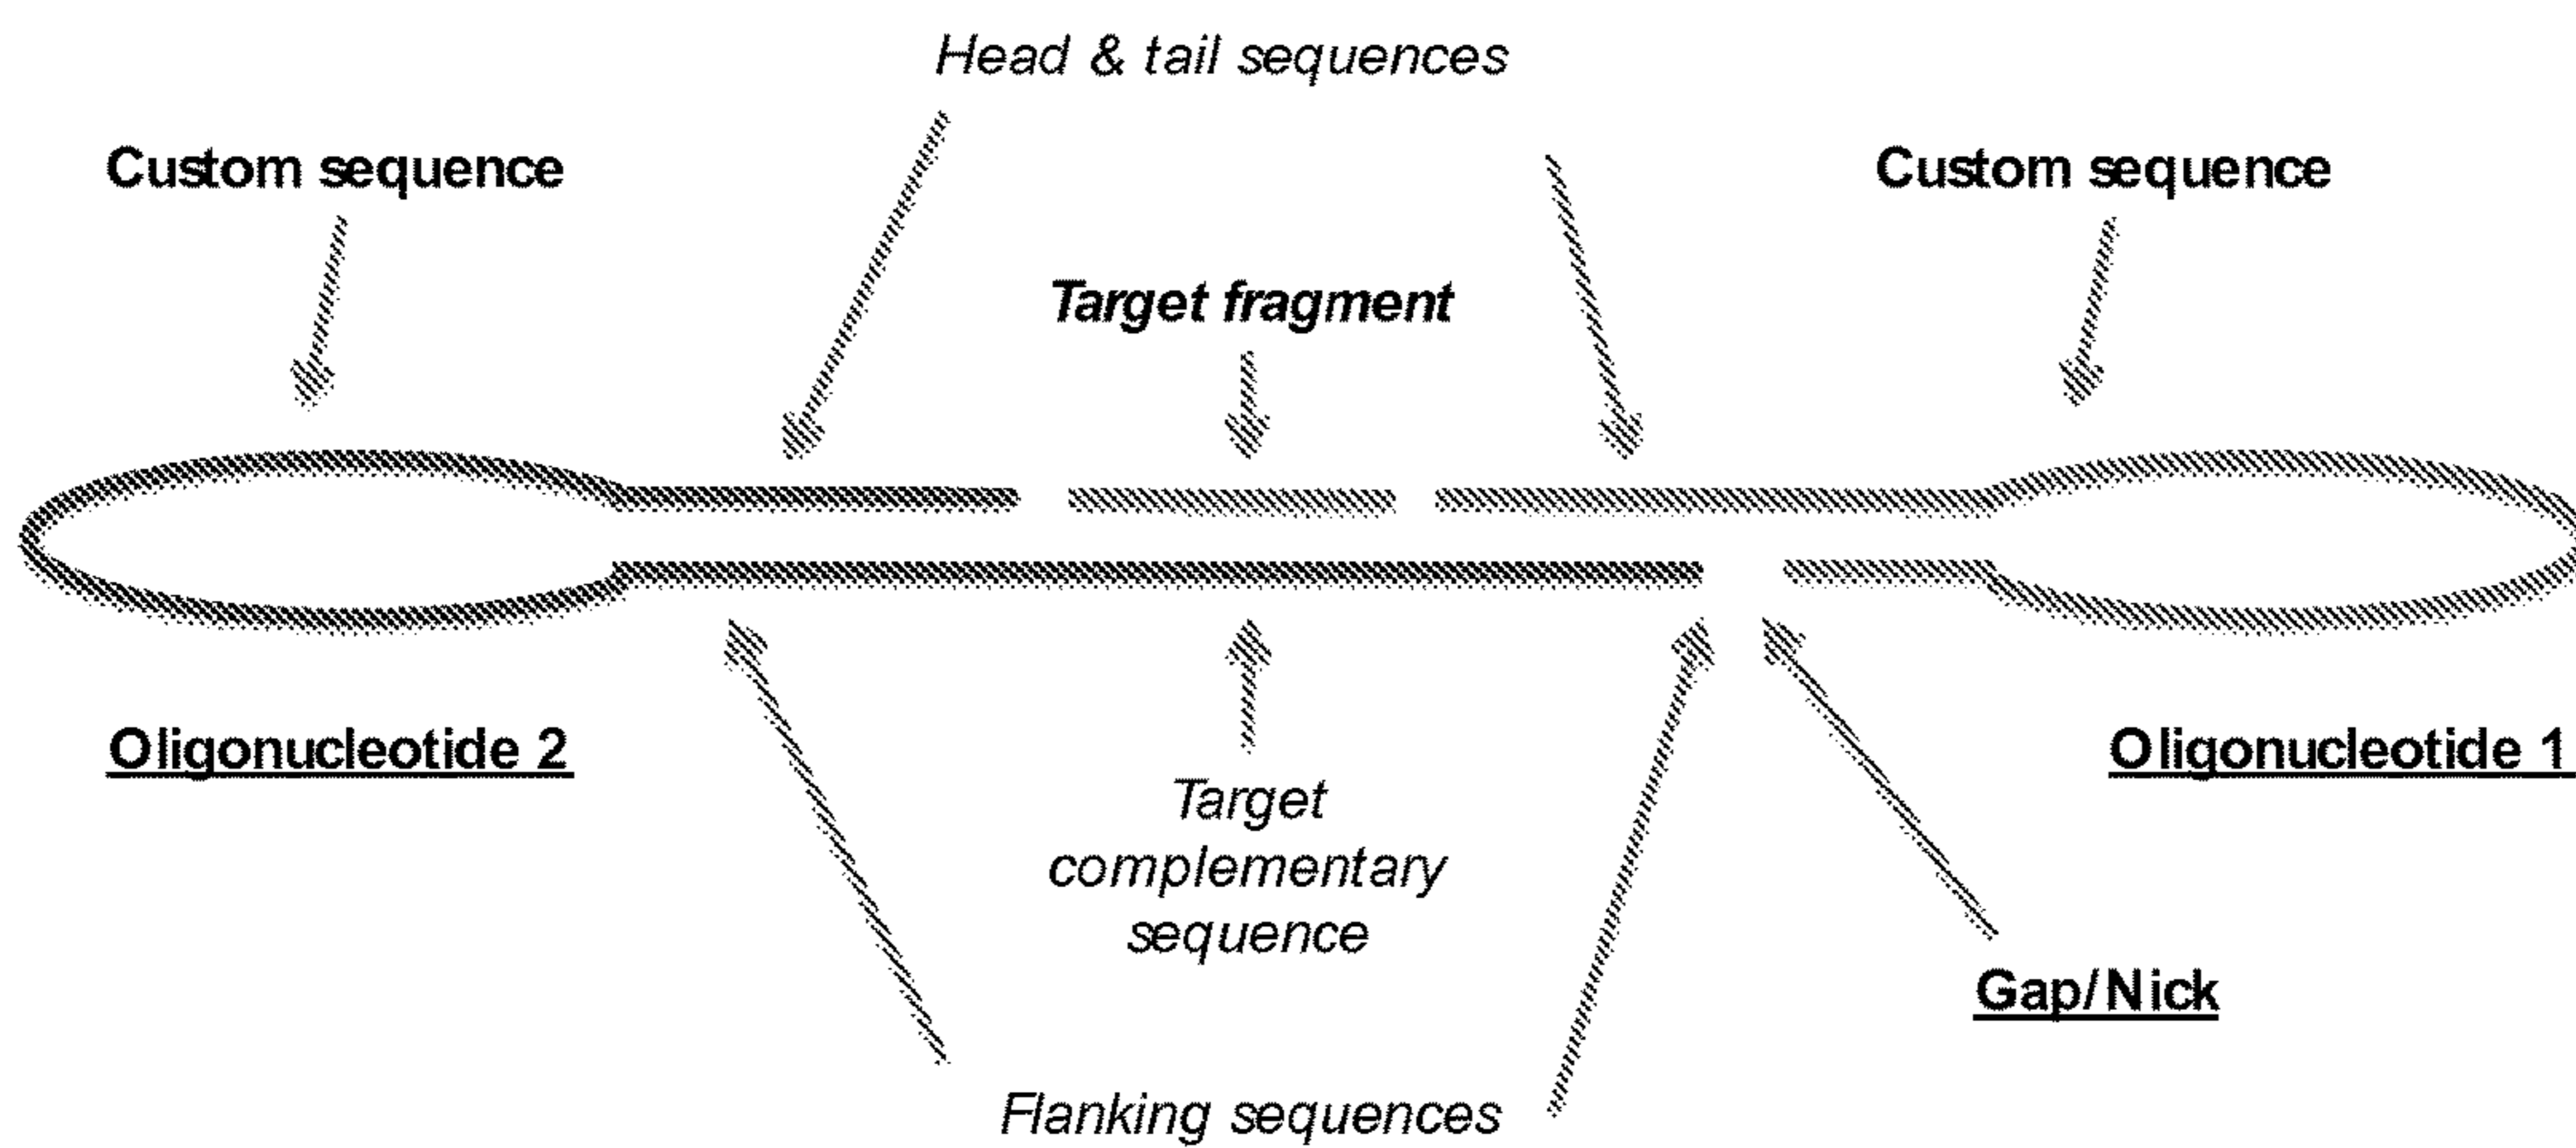 Head & tail sequences
Custom sequence
Custom sequence
Target fragment
Oligonucleotide 2
Oligonucleotide 1
Target
complementary
sequence
Gap/Nick
Flanking sequences